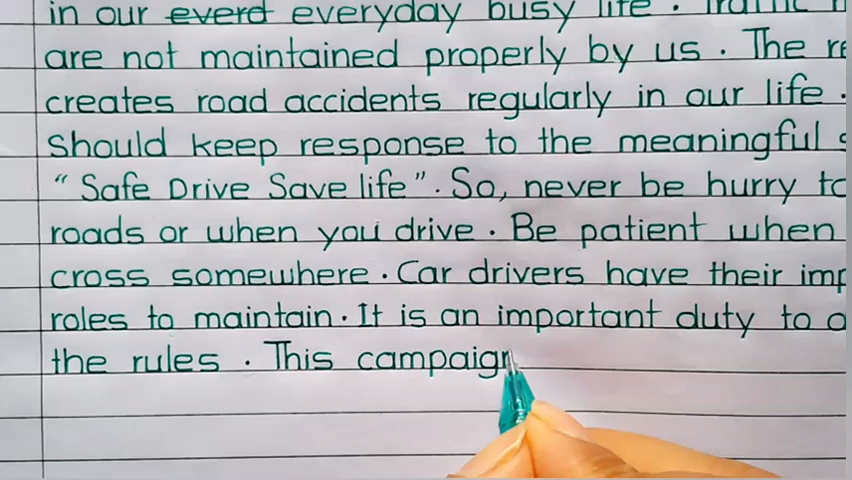 in our everd everyday busy life . Traffic
are not maintained properly by us . The
creates road accidents regularly in our life .
Should keep response to the meaningful
“ Safe Drive Save life ” . So, never be hurry to
roads or when you drive . Be patient when
cross somewhere . Car drivers have their
roles to maintain . It is an important duty to
the rules . This campaign